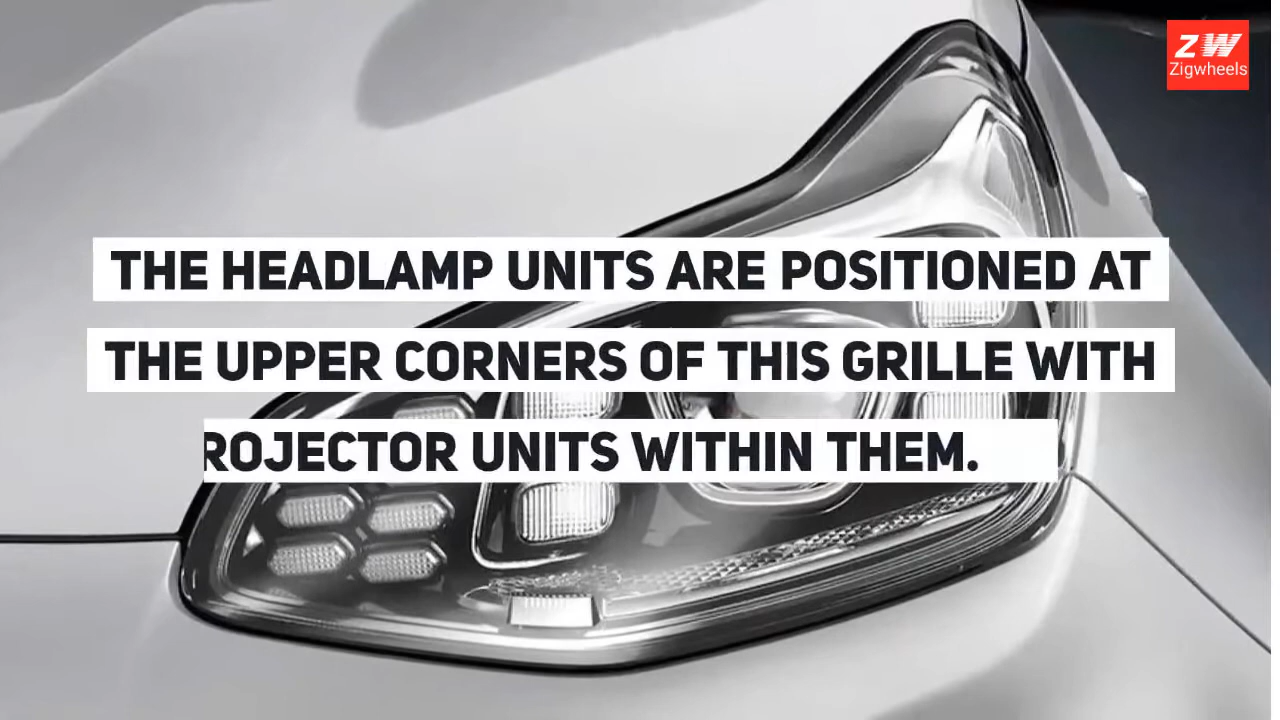 ZW
Zigwheels
THE HEADLAMP UNITS ARE POSITIONED AT
THE UPPER CORNERS OF THIS GRILLE WITH
ROJECTOR UNITS WITHIN THEM.